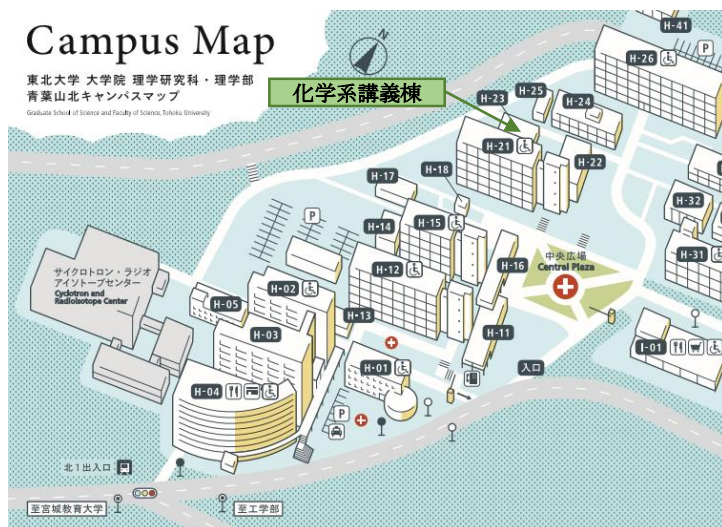 Campus Map
東北大学 大学院 理学研究科・理学部
青葉山北キャンパスマップ
Graduate School of Science and Faculty of Science, Tohoku University
化学系講義棟
H-41
H-26
H-25
H-24
H-23
H-21
H-22
H-18
H-17
H-32
P
H-15
H-14
中央広場
Central Plaza
H-31
H-16
H-12
サイクロトロン・ラジオ
アイソトープセンター
Cyclotron and
Radioisotope Center
H-02
H-05
H-13
H-03
H-11
I-01
H-01
入口
H-04
P
北1出入口
至宮城教育大学
至工学部
P